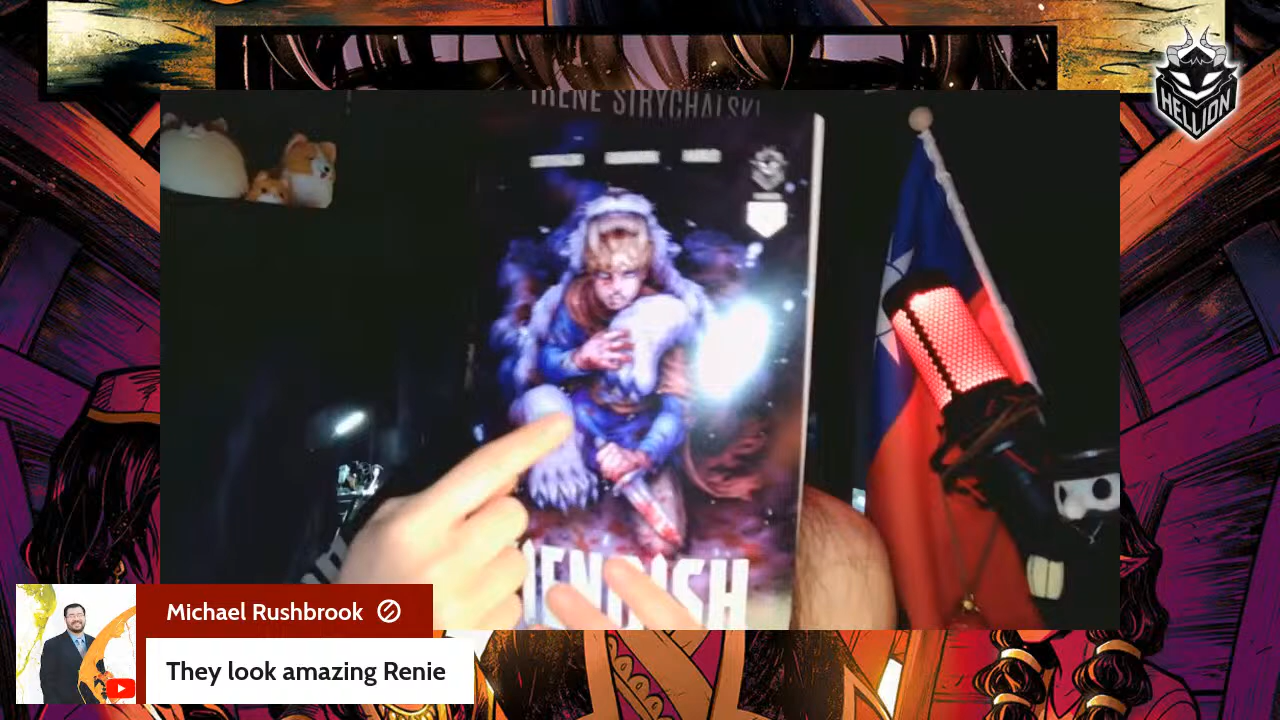 HELLION
IRENE STRYCHALSKI
Michael Rushbrook
They look amazing Renie